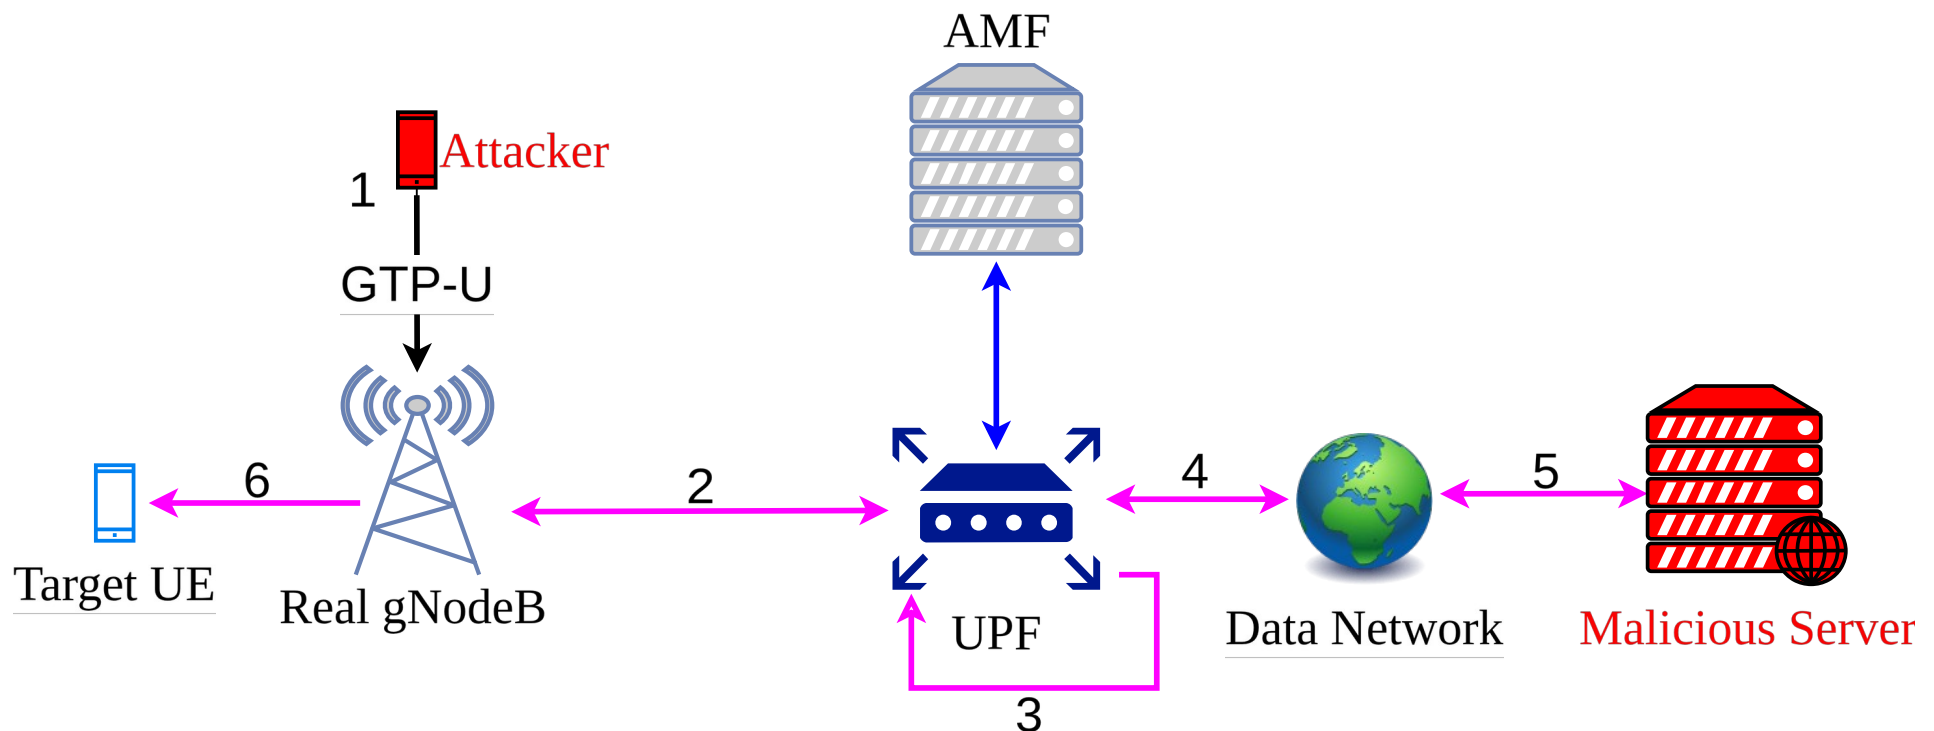 AMF
Attacker
1
GTP-U
6
2
4
5
Target UE
Real gNodeB
UPF
Data Network
Malicious Server
3